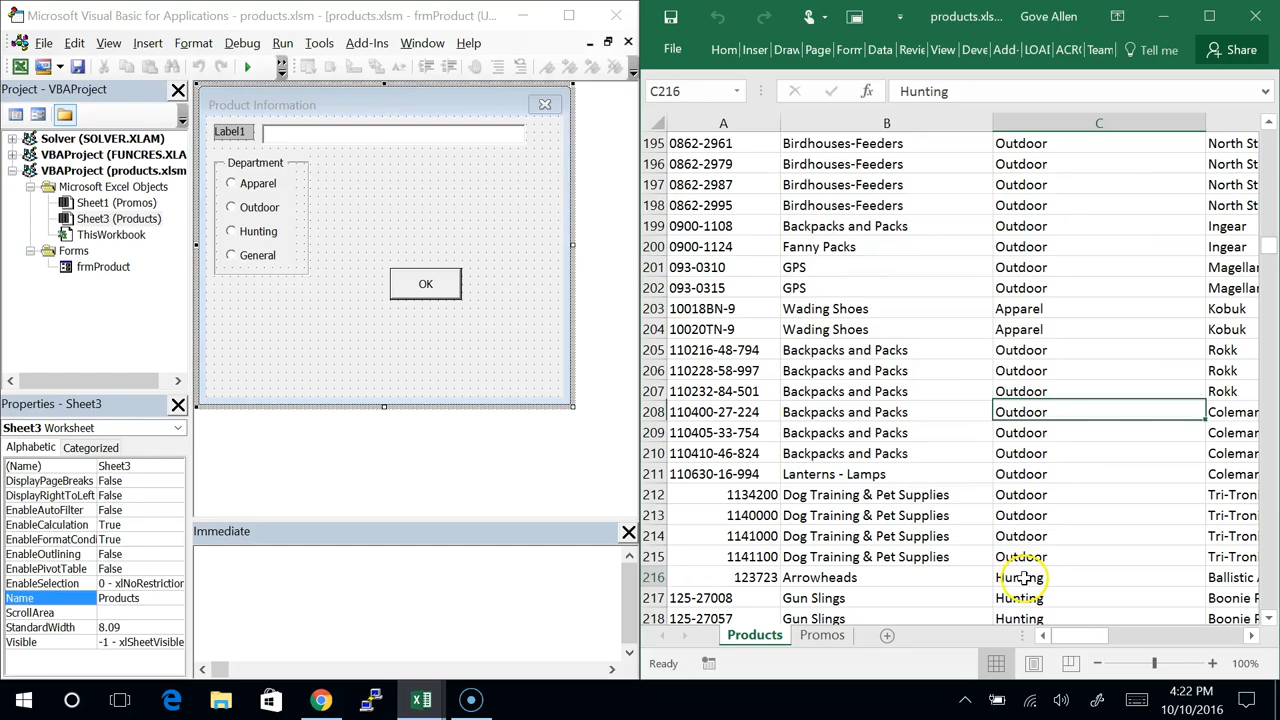 Microsoft Visual Basic for Applications - products.xlsm - [products.xlsm - frmProduct (U...
File Edit View Insert Format Debug Run Tools Add-Ins Window Help
Project - VBAProject
Solver (SOLVER.XLAM)
VBAProject (FUNCRES.XLA
VBAProject (products.xlsm
Microsoft Excel Objects
Sheet1 (Promos)
Sheet3 (Products)
ThisWorkbook
Forms
frmProduct
Properties - Sheet3
Sheet3 Worksheet
Alphabetic Categorized
(Name) Sheet3
DisplayPageBreaks False
DisplayRightToLeft False
EnableAutoFilter False
EnableCalculation True
EnableFormatCondi True
EnableOutlining False
EnablePivotTable False
EnableSelection 0 - xlNoRestriction
Name Products
ScrollArea
StandardWidth 8.09
Visible -1 - xlSheetVisible
Product Information
Label1
Department
Apparel
Outdoor
Hunting
General
OK
Immediate
products.xls... Gove Allen
File Hom Inser Draw Page Form Data Revie View Deve Add- LOAI ACRC Team Tell me Share
C216 fx Hunting
A B C
195 0862-2961 Birdhouses-Feeders Outdoor North St
196 0862-2979 Birdhouses-Feeders Outdoor North St
197 0862-2987 Birdhouses-Feeders Outdoor North St
198 0862-2995 Birdhouses-Feeders Outdoor North St
199 0900-1108 Backpacks and Packs Outdoor Ingear
200 0900-1124 Fanny Packs Outdoor Ingear
201 093-0310 GPS Outdoor Magellar
202 093-0315 GPS Outdoor Magellar
203 10018BN-9 Wading Shoes Apparel Kobuk
204 10020TN-9 Wading Shoes Apparel Kobuk
205 110216-48-794 Backpacks and Packs Outdoor Rokk
206 110228-58-997 Backpacks and Packs Outdoor Rokk
207 110232-84-501 Backpacks and Packs Outdoor Rokk
208 110400-27-224 Backpacks and Packs Outdoor Colemar
209 110405-33-754 Backpacks and Packs Outdoor Colemar
210 110410-46-824 Backpacks and Packs Outdoor Colemar
211 110630-16-994 Lanterns - Lamps Outdoor Colemar
212 1134200 Dog Training & Pet Supplies Outdoor Tri-Tron
213 1140000 Dog Training & Pet Supplies Outdoor Tri-Tron
214 1141000 Dog Training & Pet Supplies Outdoor Tri-Tron
215 1141100 Dog Training & Pet Supplies Outdoor Tri-Tron
216 123723 Arrowheads Hunting Ballistic
217 125-27008 Gun Slings Hunting Boonie P
218 125-27057 Gun Slings Hunting Boonie P
Products Promos
Ready 100%
4:22 PM
10/10/2016